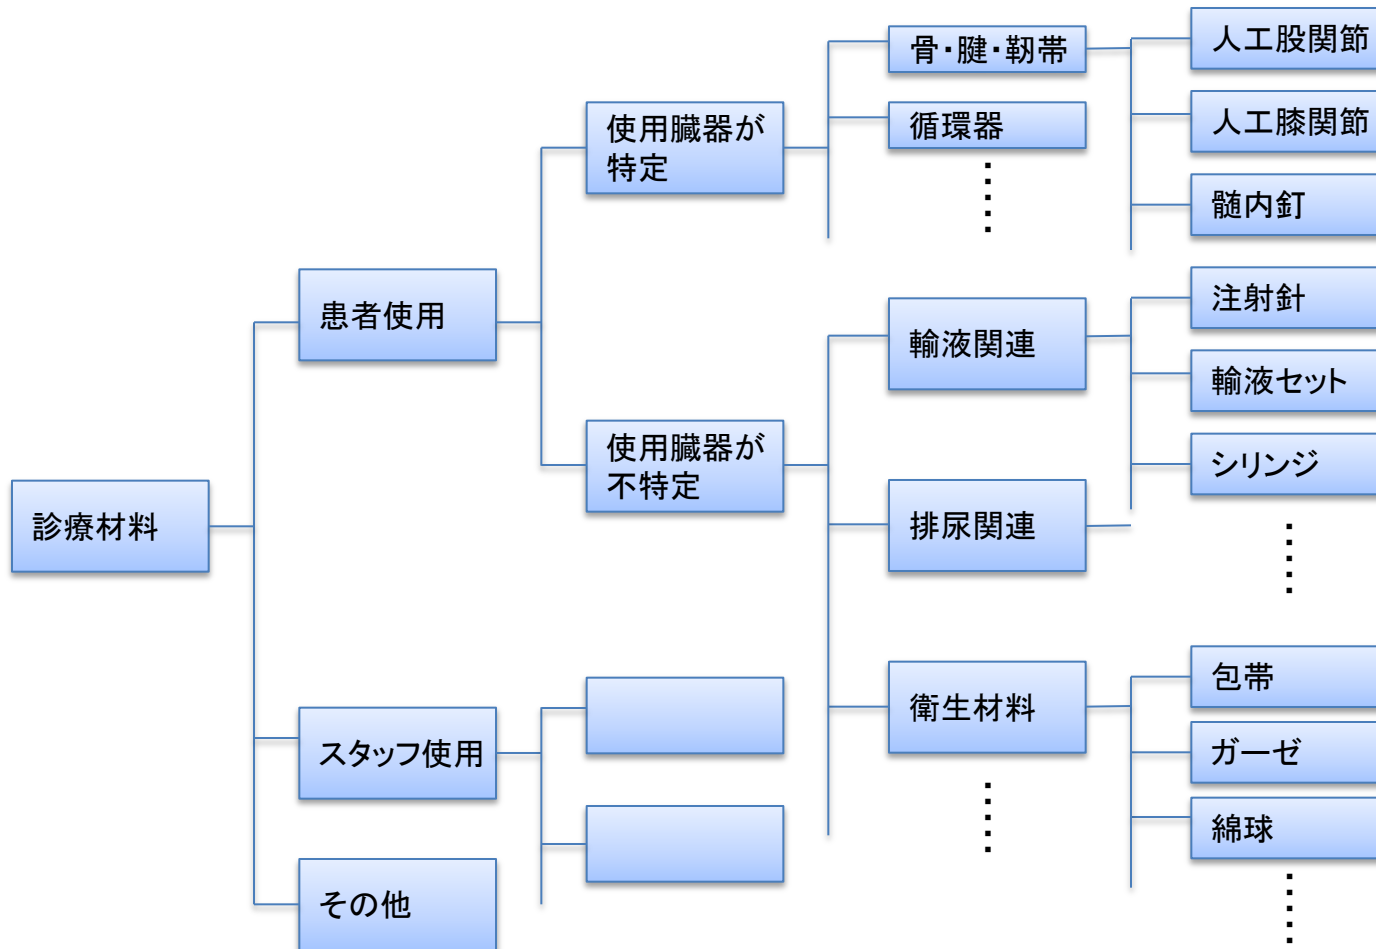 診療材料
患者使用
スタッフ使用
その他
使用臓器が
特定
使用臓器が
不特定
骨・腱・靭帯
循環器
輸液関連
排尿関連
衛生材料
人工股関節
人工膝関節
髄内釘
注射針
輸液セット
シリンジ
包帯
ガーゼ
綿球